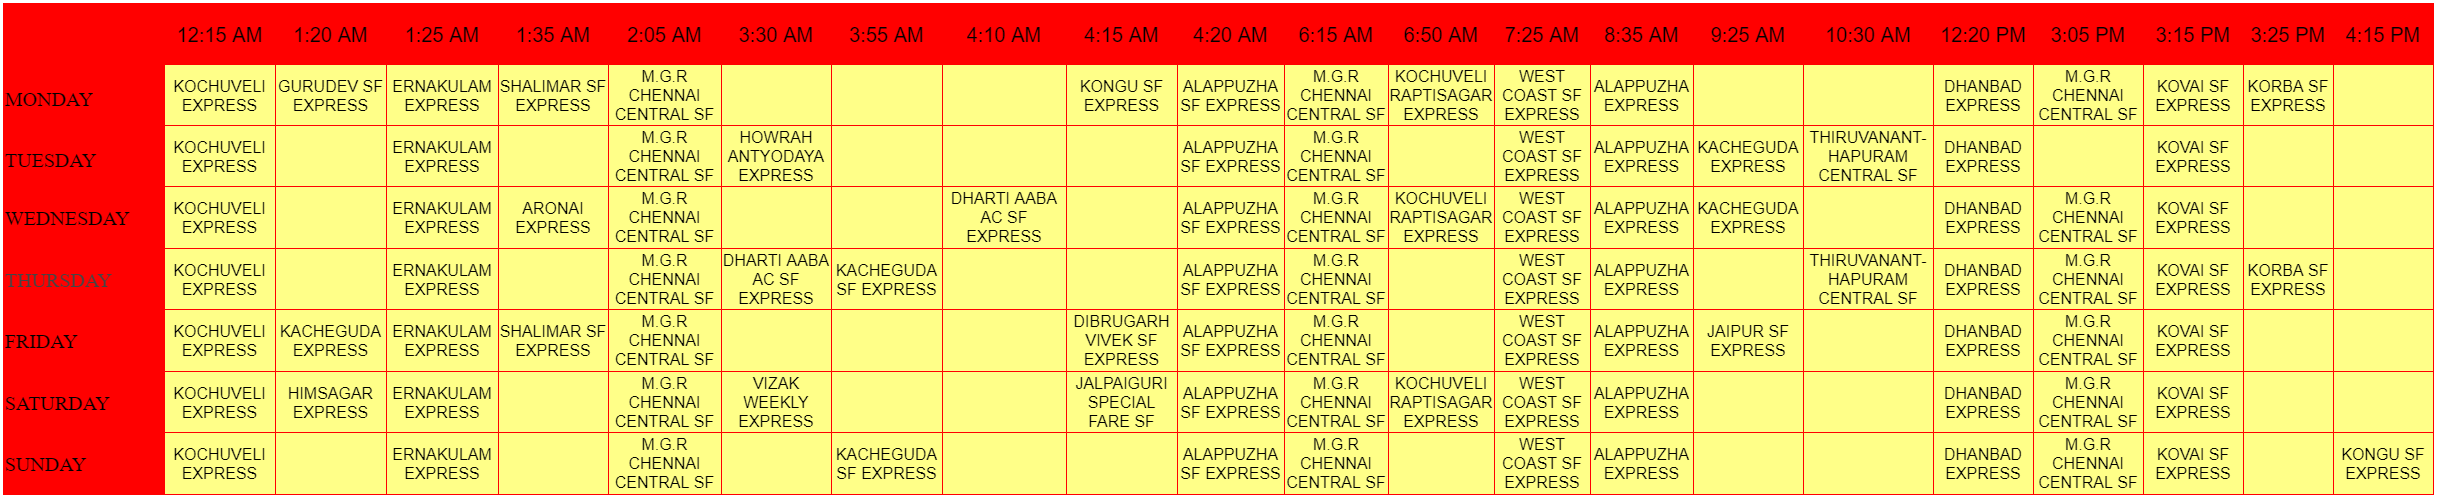 12:15 AM 1:20 AM 1:25 AM 1:35 AM 2:05 AM 3:30 AM 3:55 AM 4:10 AM 4:15 AM 4:20 AM 6:15 AM 6:50 AM 7:25 AM 8:35 AM 9:25 AM 10:30 AM 12:20 PM 3:05 PM 3:15 PM 3:25 PM 4:15 PM
MONDAY KOCHUVELI EXPRESS GURUDEV SF EXPRESS ERNAKULAM EXPRESS SHALIMAR SF EXPRESS M.G.R CHENNAI CENTRAL SF KONGU SF EXPRESS ALAPPUZHA SF EXPRESS M.G.R CHENNAI CENTRAL SF KOCHUVELI RAPTISAGAR EXPRESS WEST COAST SF EXPRESS ALAPPUZHA EXPRESS DHANBAD EXPRESS M.G.R CHENNAI CENTRAL SF KOVAI SF EXPRESS KORBA SF EXPRESS
TUESDAY KOCHUVELI EXPRESS ERNAKULAM EXPRESS M.G.R CHENNAI CENTRAL SF HOWRAH ANTYODAYA EXPRESS ALAPPUZHA SF EXPRESS M.G.R CHENNAI CENTRAL SF WEST COAST SF EXPRESS ALAPPUZHA EXPRESS KACHEGUDA EXPRESS THIRUVANANT-HAPURAM CENTRAL SF DHANBAD EXPRESS KOVAI SF EXPRESS
WEDNESDAY KOCHUVELI EXPRESS ERNAKULAM EXPRESS ARONAI EXPRESS M.G.R CHENNAI CENTRAL SF DHARTI AABA AC SF EXPRESS ALAPPUZHA SF EXPRESS M.G.R CHENNAI CENTRAL SF KOCHUVELI RAPTISAGAR EXPRESS WEST COAST SF EXPRESS ALAPPUZHA EXPRESS KACHEGUDA EXPRESS DHANBAD EXPRESS M.G.R CHENNAI CENTRAL SF KOVAI SF EXPRESS
THURSDAY KOCHUVELI EXPRESS ERNAKULAM EXPRESS M.G.R CHENNAI CENTRAL SF DHARTI AABA AC SF EXPRESS KACHEGUDA SF EXPRESS ALAPPUZHA SF EXPRESS M.G.R CHENNAI CENTRAL SF WEST COAST SF EXPRESS ALAPPUZHA EXPRESS THIRUVANANT-HAPURAM CENTRAL SF DHANBAD EXPRESS M.G.R CHENNAI CENTRAL SF KOVAI SF EXPRESS KORBA SF EXPRESS
FRIDAY KOCHUVELI EXPRESS KACHEGUDA EXPRESS ERNAKULAM EXPRESS SHALIMAR SF EXPRESS M.G.R CHENNAI CENTRAL SF DIBRUGARH VIVEK SF EXPRESS ALAPPUZHA SF EXPRESS M.G.R CHENNAI CENTRAL SF WEST COAST SF EXPRESS ALAPPUZHA EXPRESS JAIPUR SF EXPRESS DHANBAD EXPRESS M.G.R CHENNAI CENTRAL SF KOVAI SF EXPRESS
SATURDAY KOCHUVELI EXPRESS HIMSAGAR EXPRESS ERNAKULAM EXPRESS M.G.R CHENNAI CENTRAL SF VIZAK WEEKLY EXPRESS JALPAIGURI SPECIAL FARE SF ALAPPUZHA SF EXPRESS M.G.R CHENNAI CENTRAL SF KOCHUVELI RAPTISAGAR EXPRESS WEST COAST SF EXPRESS ALAPPUZHA EXPRESS DHANBAD EXPRESS M.G.R CHENNAI CENTRAL SF KOVAI SF EXPRESS
SUNDAY KOCHUVELI EXPRESS ERNAKULAM EXPRESS M.G.R CHENNAI CENTRAL SF KACHEGUDA SF EXPRESS ALAPPUZHA SF EXPRESS M.G.R CHENNAI CENTRAL SF WEST COAST SF EXPRESS ALAPPUZHA EXPRESS DHANBAD EXPRESS M.G.R CHENNAI CENTRAL SF KOVAI SF EXPRESS KONGU SF EXPRESS